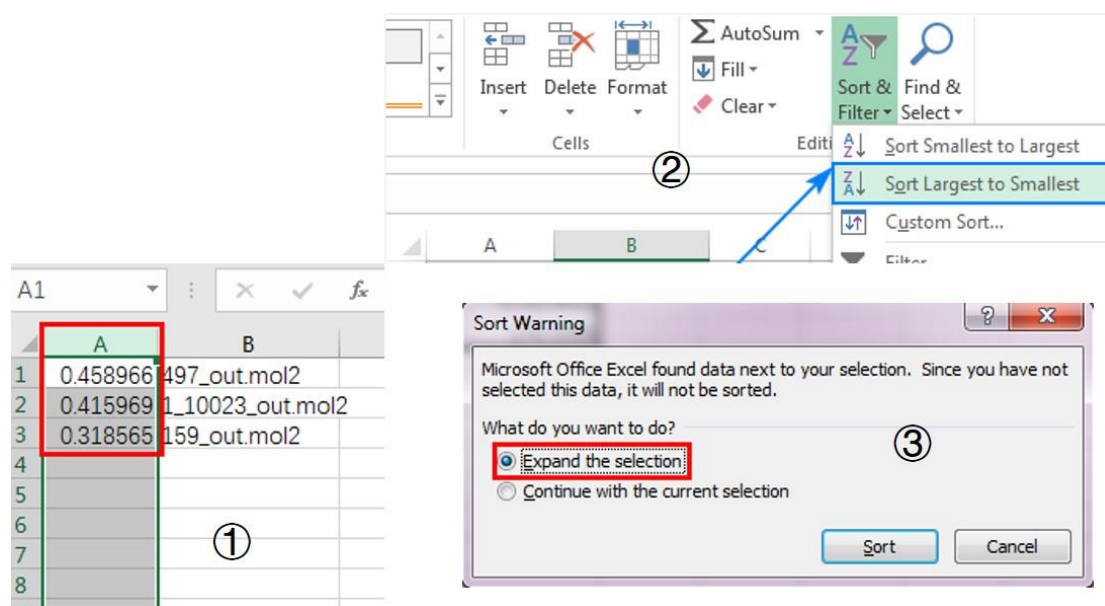 Insert Delete Format
Cells
AutoSum
Fill
Clear
Sort & Find &
Filter Select
Sort Smallest to Largest
Sort Largest to Smallest
Custom Sort...
②
A B
A1 fx
A B
1 0.458966 497_out.mol2
2 0.415969 1_10023_out.mol2
3 0.318565 159_out.mol2
4
5
6
7
8
①
Sort Warning
Microsoft Office Excel found data next to your selection. Since you have not
selected this data, it will not be sorted.
What do you want to do?
Expand the selection
Continue with the current selection
③
Sort Cancel